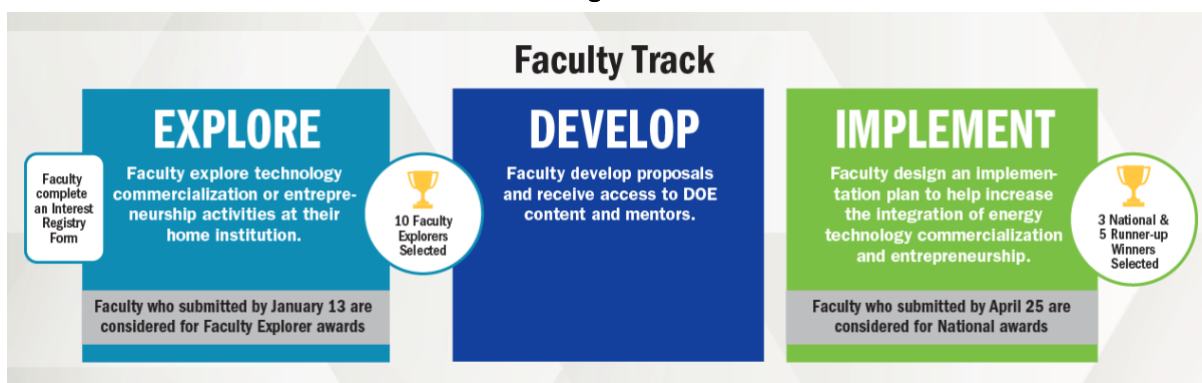 Faculty Track
Faculty
complete
an Interest
Registry
Form
EXPLORE
Faculty explore technology
commercialization or entrepre-
neurship activities at their
home institution.
Faculty who submitted by January 13 are
considered for Faculty Explorer awards
10 Faculty
Explorers
Selected
DEVELOP
Faculty develop proposals
and receive access to DOE
content and mentors.
IMPLEMENT
Faculty design an implemen-
tation plan to help increase
the integration of energy
technology commercialization
and entrepreneurship.
Faculty who submitted by April 25 are
considered for National awards
3 National &
5 Runner-up
Winners
Selected